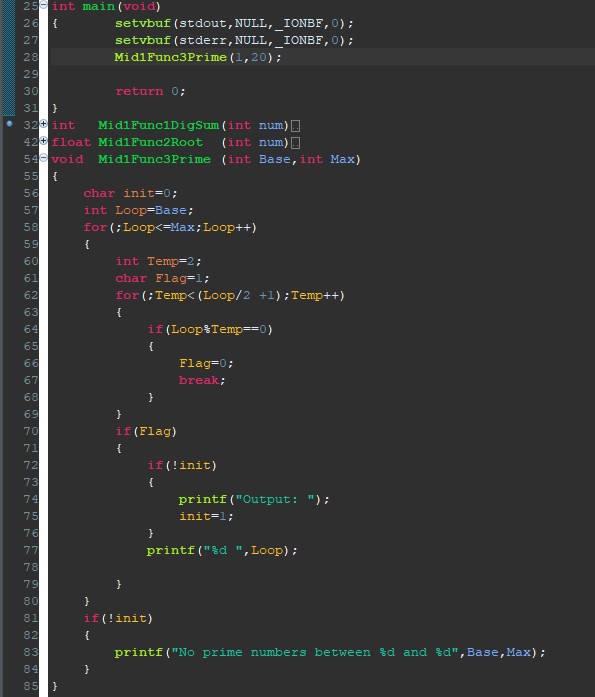 25 int main(void)
26 {       setvbuf(stdout,NULL,_IONBF,0);
27         setvbuf(stderr,NULL,_IONBF,0);
28         Mid1Func3Prime(1,20);
29
30         return 0;
31 }
32 int   Mid1Func1DigSum(int num)
42 float Mid1Func2Root  (int num)
54 void  Mid1Func3Prime (int Base,int Max)
55 {
56     char init=0;
57     int Loop=Base;
58     for(;Loop<=Max;Loop++)
59     {
60         int Temp=2;
61         char Flag=1;
62         for(;Temp<(Loop/2 +1);Temp++)
63         {
64             if(Loop%Temp==0)
65             {
66                 Flag=0;
67                 break;
68             }
69         }
70         if(Flag)
71         {
72             if(!init)
73             {
74                 printf("Output: ");
75                 init=1;
76             }
77             printf("%d ",Loop);
78
79         }
80     }
81     if(!init)
82     {
83         printf("No prime numbers between %d and %d",Base,Max);
84     }
85 }